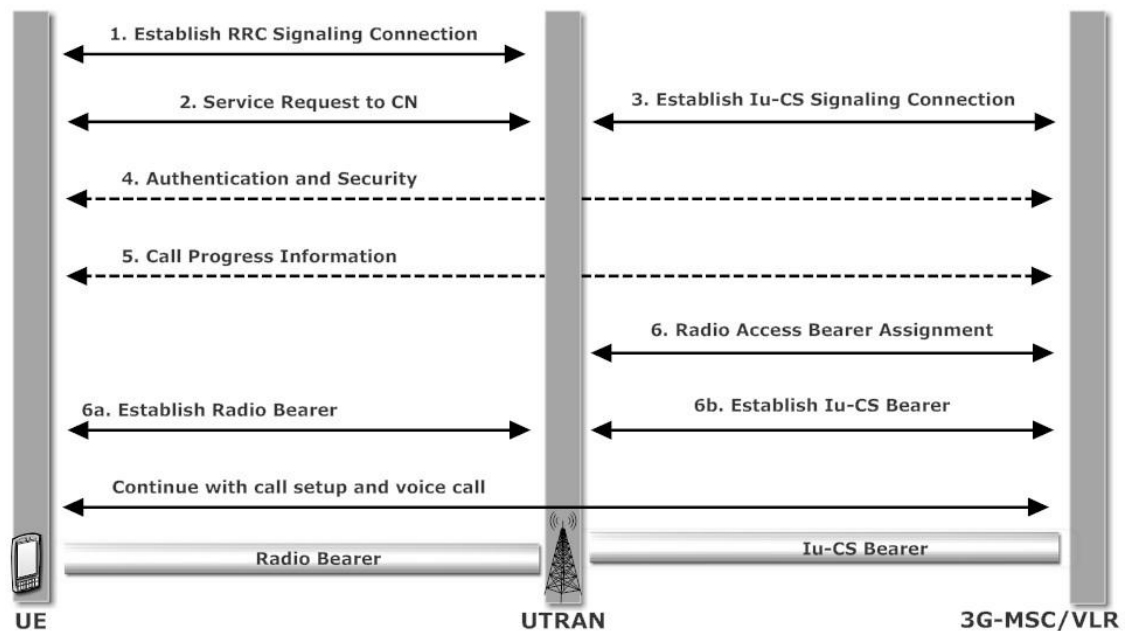 1. Establish RRC Signaling Connection
2. Service Request to CN
3. Establish Iu-CS Signaling Connection
4. Authentication and Security
5. Call Progress Information
6. Radio Access Bearer Assignment
6a. Establish Radio Bearer
6b. Establish Iu-CS Bearer
Continue with call setup and voice call
Radio Bearer
Iu-CS Bearer
UE
UTRAN
3G-MSC/VLR